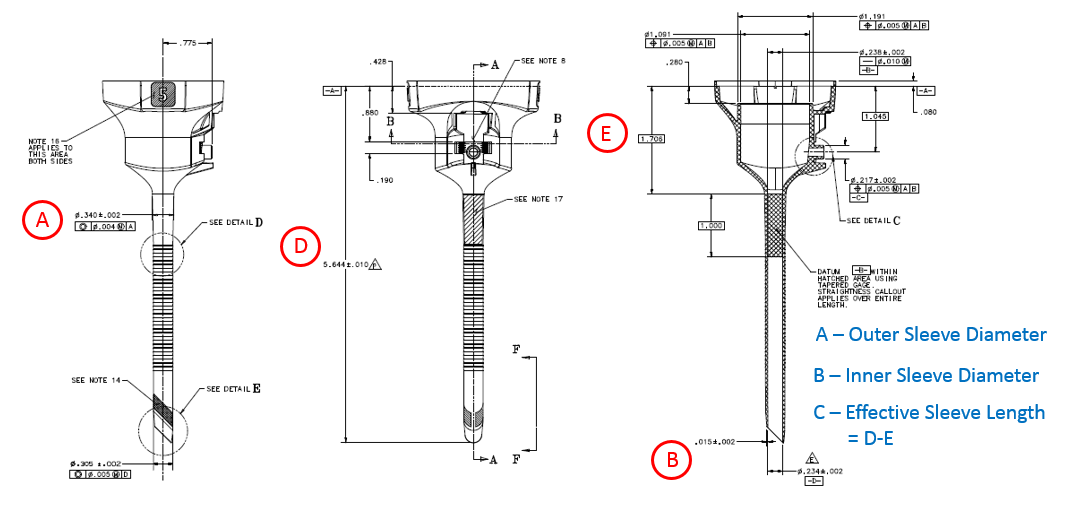 .775
S
NOTE 16
APPLIES TO
THIS AREA
BOTH SIDES
A
Ø.340±.002
Ø.004 Ⓜ A
SEE DETAIL D
SEE NOTE 14
SEE DETAIL E
Ø.305 ±.002
Ø.005 Ⓜ D
A
SEE NOTE 8
.428
-A-
.880
B
B
.190
SEE NOTE 17
D
5.644±.010
F
F
A
Ø1.191
Ø.005 Ⓜ A B
Ø1.091
Ø.005 Ⓜ A B
Ø.238±.002
Ø.010 Ⓜ
-B-
.280
-A-
.080
1.045
E
1.706
Ø.217±.002
Ø.005 Ⓜ A B
-C-
SEE DETAIL C
1.000
DATUM -B- WITHIN
HATCHED AREA USING
TAPERED GAGE.
STRAIGHTNESS CALLOUT
APPLIES OVER ENTIRE
LENGTH.
A – Outer Sleeve Diameter
B – Inner Sleeve Diameter
C – Effective Sleeve Length
= D-E
B
.015±.002
E
Ø.234±.002
-D-